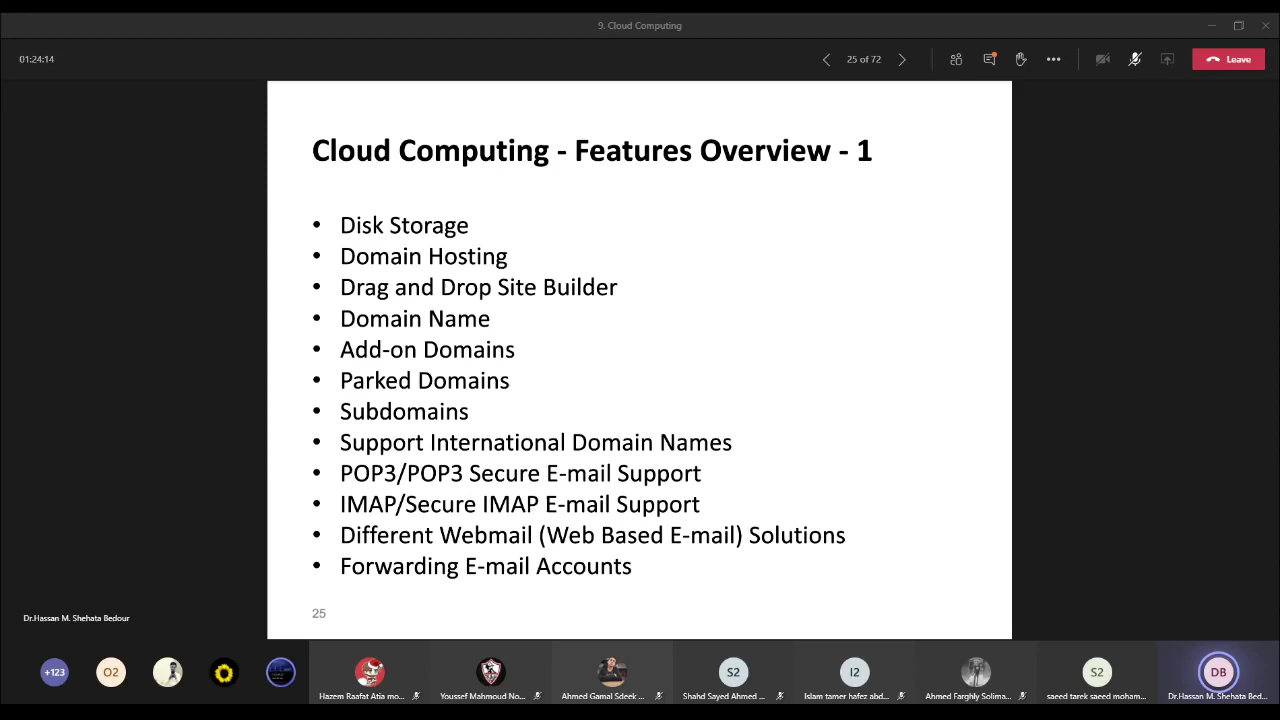 9. Cloud Computing
01:24:14
25 of 72
Leave
Cloud Computing - Features Overview - 1
• Disk Storage
• Domain Hosting
• Drag and Drop Site Builder
• Domain Name
• Add-on Domains
• Parked Domains
• Subdomains
• Support International Domain Names
• POP3/POP3 Secure E-mail Support
• IMAP/Secure IMAP E-mail Support
• Different Webmail (Web Based E-mail) Solutions
• Forwarding E-mail Accounts
25
Dr.Hassan M. Shehata Bedour
+123
O2
S2
I2
S2
DB
Hazem Raafat Atia mo...
Youssef Mahmoud No...
Ahmed Gamal Sdeek ...
Shahd Sayed Ahmed ...
Islam tamer hafez abd...
Ahmed Farghly Solima...
saeed tarek saeed moham...
Dr.Hassan M. Shehata Bed...